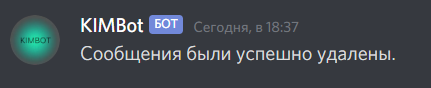 KIMBot БОТ Сегодня, в 18:37
KIMBOT
Сообщения были успешно удалены.